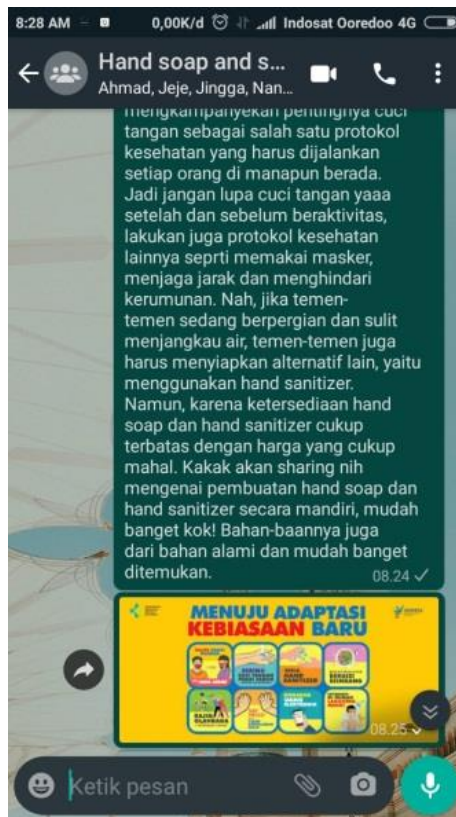 8:28 AM
0,00K/d
Indosat Ooredoo 4G
Hand soap and s...
Ahmad, Jeje, Jingga, Nan...
mengkampanyekan pentingnya cuci
tangan sebagai salah satu protokol
kesehatan yang harus dijalankan
setiap orang di manapun berada.
Jadi jangan lupa cuci tangan yaaa
setelah dan sebelum beraktivitas,
lakukan juga protokol kesehatan
lainnya seprti memakai masker,
menjaga jarak dan menghindari
kerumunan. Nah, jika temen-
temen sedang berpergian dan sulit
menjangkau air, temen-temen juga
harus menyiapkan alternatif lain, yaitu
menggunakan hand sanitizer.
Namun, karena ketersediaan hand
soap dan hand sanitizer cukup
terbatas dengan harga yang cukup
mahal. Kakak akan sharing nih
mengenai pembuatan hand soap dan
hand sanitizer secara mandiri, mudah
banget kok! Bahan-baannya juga
dari bahan alami dan mudah banget
ditemukan.
08.24
MENUJU ADAPTASI
KEBIASAAN BARU
08.25
Ketik pesan